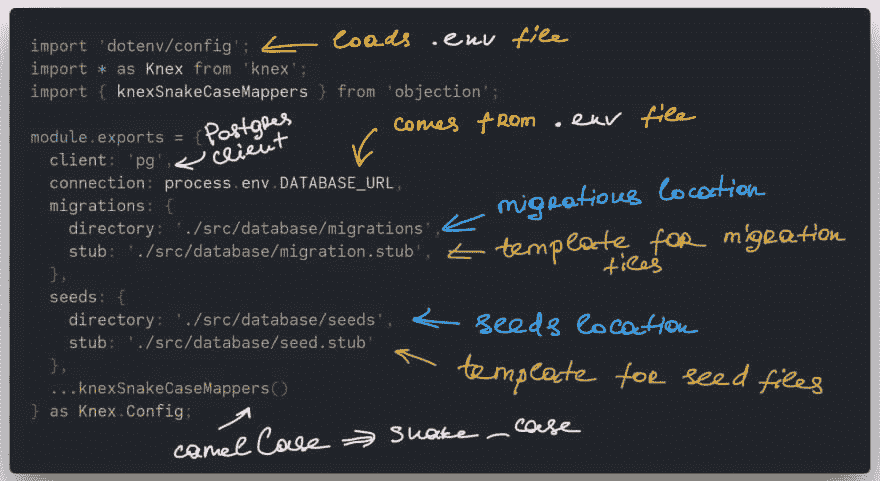 import 'dotenv/config'; ← loads .env file
import * as Knex from 'knex';
import { knexSnakeCaseMappers } from 'objection';
module.exports = { Postgres client
comes from .env file
client: 'pg',
connection: process.env.DATABASE_URL,
migrations: {
migrations location
directory: './src/database/migrations',
stub: './src/database/migration.stub', ← template for migration files
},
seeds: {
directory: './src/database/seeds', ← seeds location
stub: './src/database/seed.stub'
},
template for seed files
...knexSnakeCaseMappers()
} as Knex.Config;
camelCase ⇒ snake_case